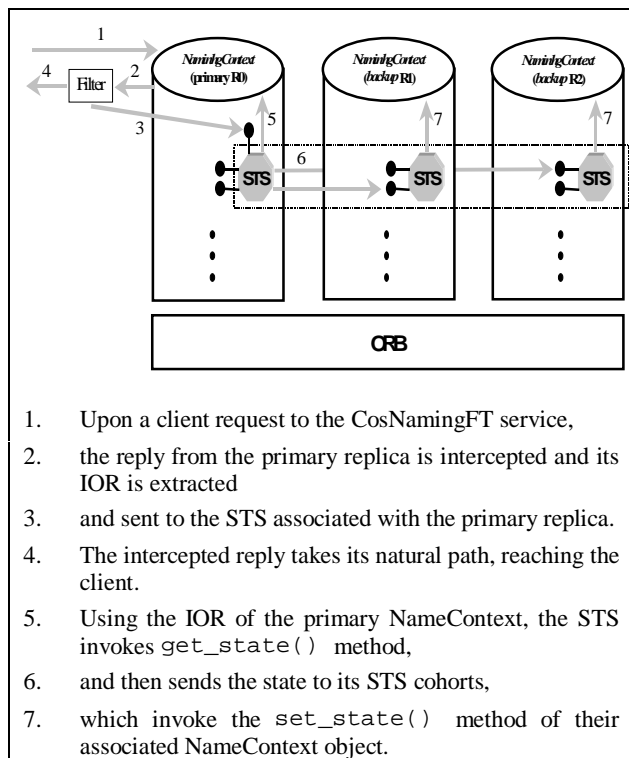 1
4
Filter
2
3
NamingContext
(primary R0)
NamingContext
(backup R1)
NamingContext
(backup R2)
5
7
7
6
STS
STS
STS
ORB
1. Upon a client request to the CosNamingFT service,
2. the reply from the primary replica is intercepted and its
IOR is extracted
3. and sent to the STS associated with the primary replica.
4. The intercepted reply takes its natural path, reaching the
client.
5. Using the IOR of the primary NameContext, the STS
invokes get_state() method,
6. and then sends the state to its STS cohorts,
7. which invoke the set_state() method of their
associated NameContext object.